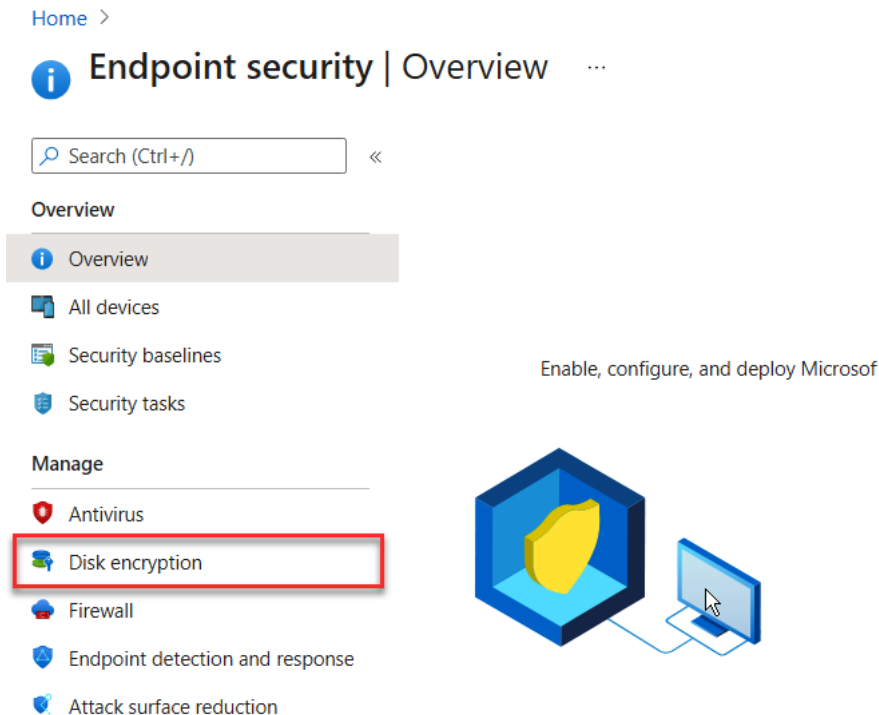 Home >
Endpoint security | Overview ...
Search (Ctrl+/) «
Overview
Overview
All devices
Security baselines
Security tasks
Manage
Antivirus
Disk encryption
Firewall
Endpoint detection and response
Attack surface reduction
Enable, configure, and deploy Microsof